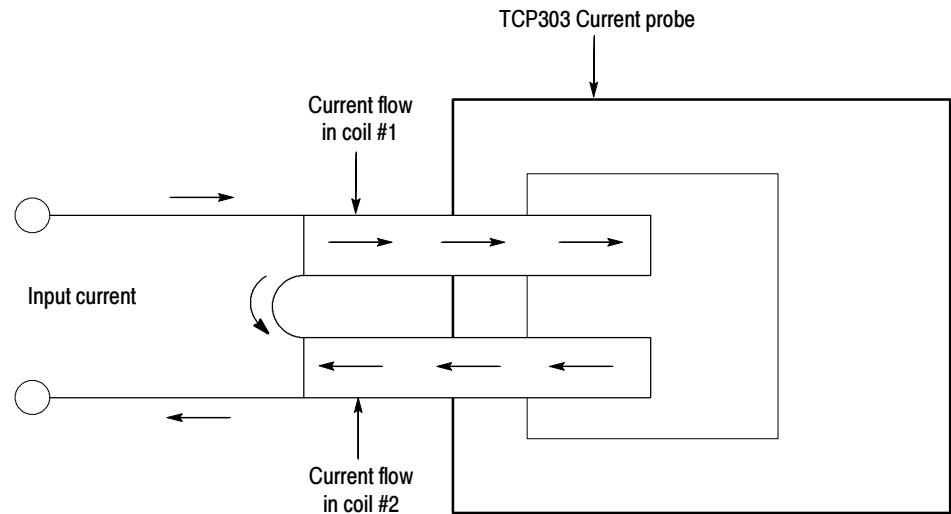 TCP303 Current probe
Current flow
in coil #1
Input current
Current flow
in coil #2